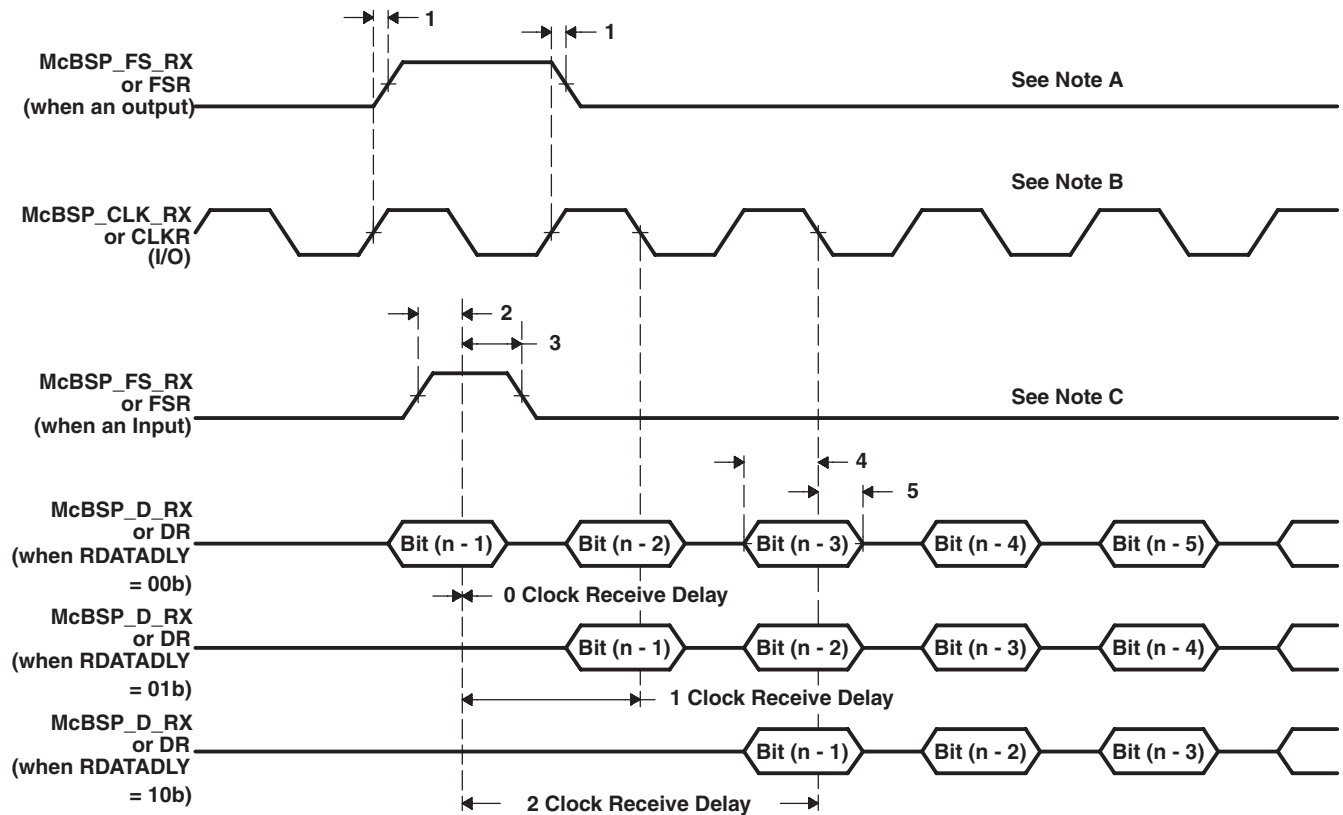 1
1
McBSP_FS_RX
or FSR
(when an output)
See Note A
See Note B
McBSP_CLK_RX
or CLKR
(I/O)
2
3
McBSP_FS_RX
or FSR
(when an Input)
See Note C
4
5
McBSP_D_RX
or DR
(when RDATADLY
= 00b)
Bit (n - 1)
Bit (n - 2)
Bit (n - 3)
Bit (n - 4)
Bit (n - 5)
0 Clock Receive Delay
McBSP_D_RX
or DR
(when RDATADLY
= 01b)
Bit (n - 1)
Bit (n - 2)
Bit (n - 3)
Bit (n - 4)
1 Clock Receive Delay
McBSP_D_RX
or DR
(when RDATADLY
= 10b)
Bit (n - 1)
Bit (n - 2)
Bit (n - 3)
2 Clock Receive Delay